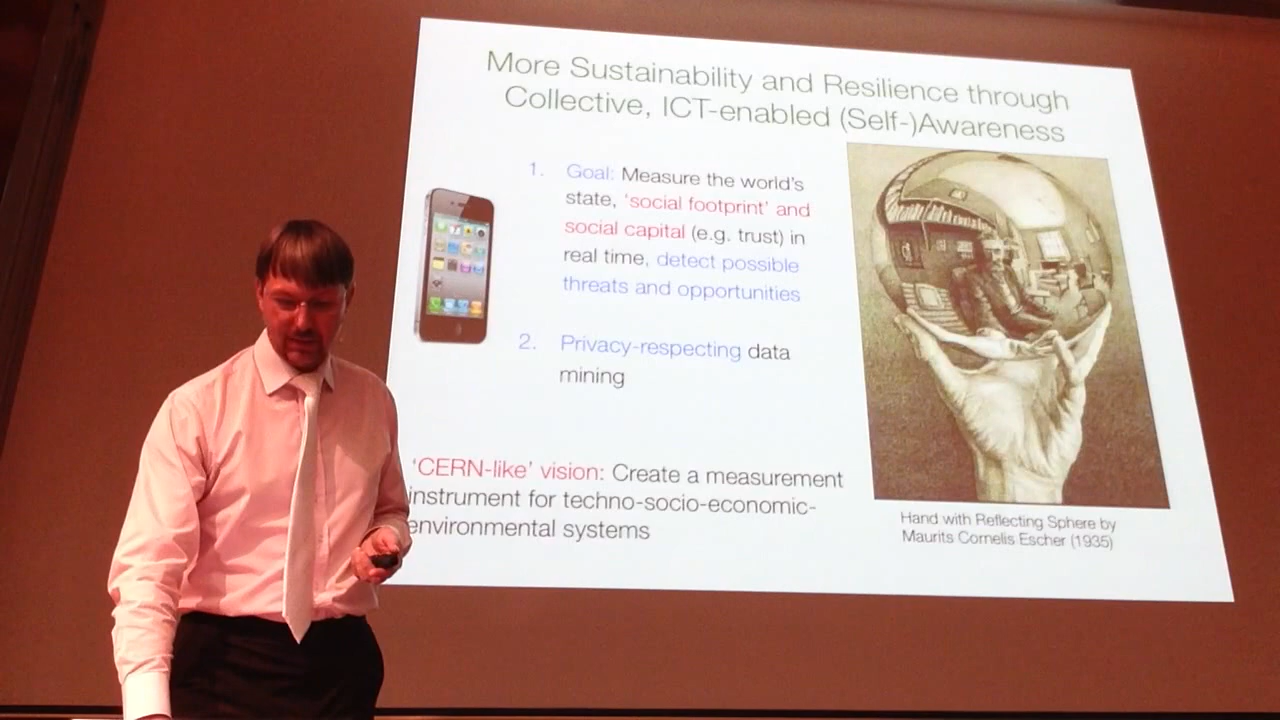 More Sustainability and Resilience through
Collective, ICT-enabled (Self-)Awareness
1. Goal: Measure the world's
state, 'social footprint' and
social capital (e.g. trust) in
real time, detect possible
threats and opportunities
2. Privacy-respecting data
mining
'CERN-like' vision: Create a measurement
instrument for techno-socio-economic-
environmental systems
Hand with Reflecting Sphere by
Maurits Cornelis Escher (1935)